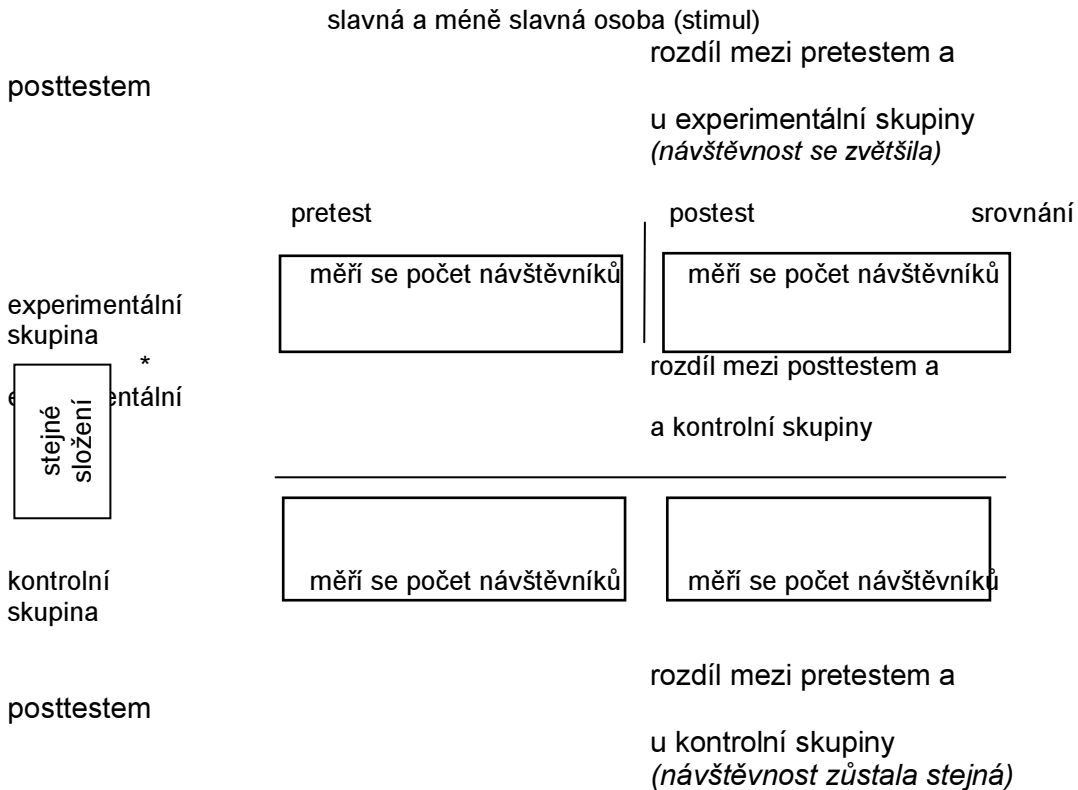 slavná a méně slavná osoba (stimul)
rozdíl mezi pretestem a
posttestem
u experimentální skupiny
(návštěvnost se zvětšila)
pretest postest srovnání
měří se počet návštěvníků měří se počet návštěvníků
experimentální
skupina
*
rozdíl mezi posttestem a
entální
stejné
složení
a kontrolní skupiny
kontrolní měří se počet návštěvníků měří se počet návštěvníků
skupina
rozdíl mezi pretestem a
posttestem
u kontrolní skupiny
(návštěvnost zůstala stejná)